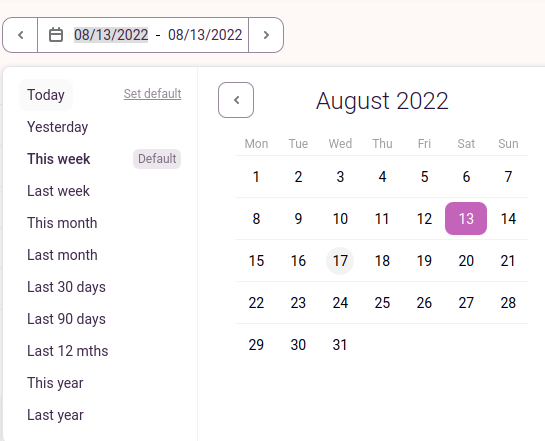 08/13/2022 - 08/13/2022
Today Set default
Yesterday
This week Default
Last week
This month
Last month
Last 30 days
Last 90 days
Last 12 mths
This year
Last year
August 2022
Mon Tue Wed Thu Fri Sat Sun
1 2 3 4 5 6 7
8 9 10 11 12 13 14
15 16 17 18 19 20 21
22 23 24 25 26 27 28
29 30 31